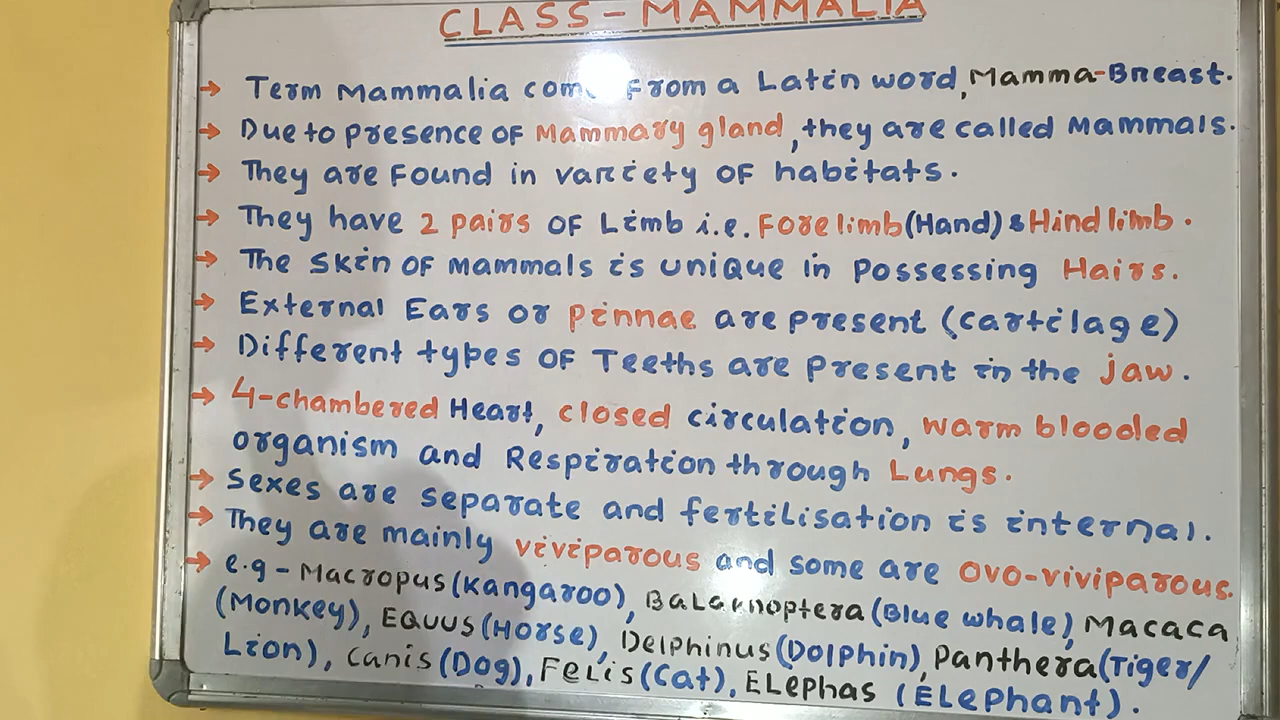 CLASS - MAMMALIA
→ Term Mammalia come from a Latin word, Mamma-Breast.
→ Due to presence of Mammary gland, they are called Mammals.
→ They are found in variety of habitats.
→ They have 2 pairs of Limb i.e. Fore limb (Hand) & Hind limb.
→ The skin of mammals is unique in possessing Hairs.
→ External Ears or pinnae are present (cartilage)
→ Different types of Teeths are present in the jaw.
→ 4-chambered Heart, closed circulation, warm blooded
organism and Respiration through Lungs.
→ Sexes are separate and fertilisation is internal.
→ They are mainly viviparous and some are ovo-viviparous.
→ e.g - Macropus (Kangaroo), Balaenoptera (Blue whale), Macaca
(Monkey), Equus (Horse), Delphinus (Dolphin), Panthera (Tiger/
Lion), Canis (Dog), Felis (Cat), Elephas (Elephant).